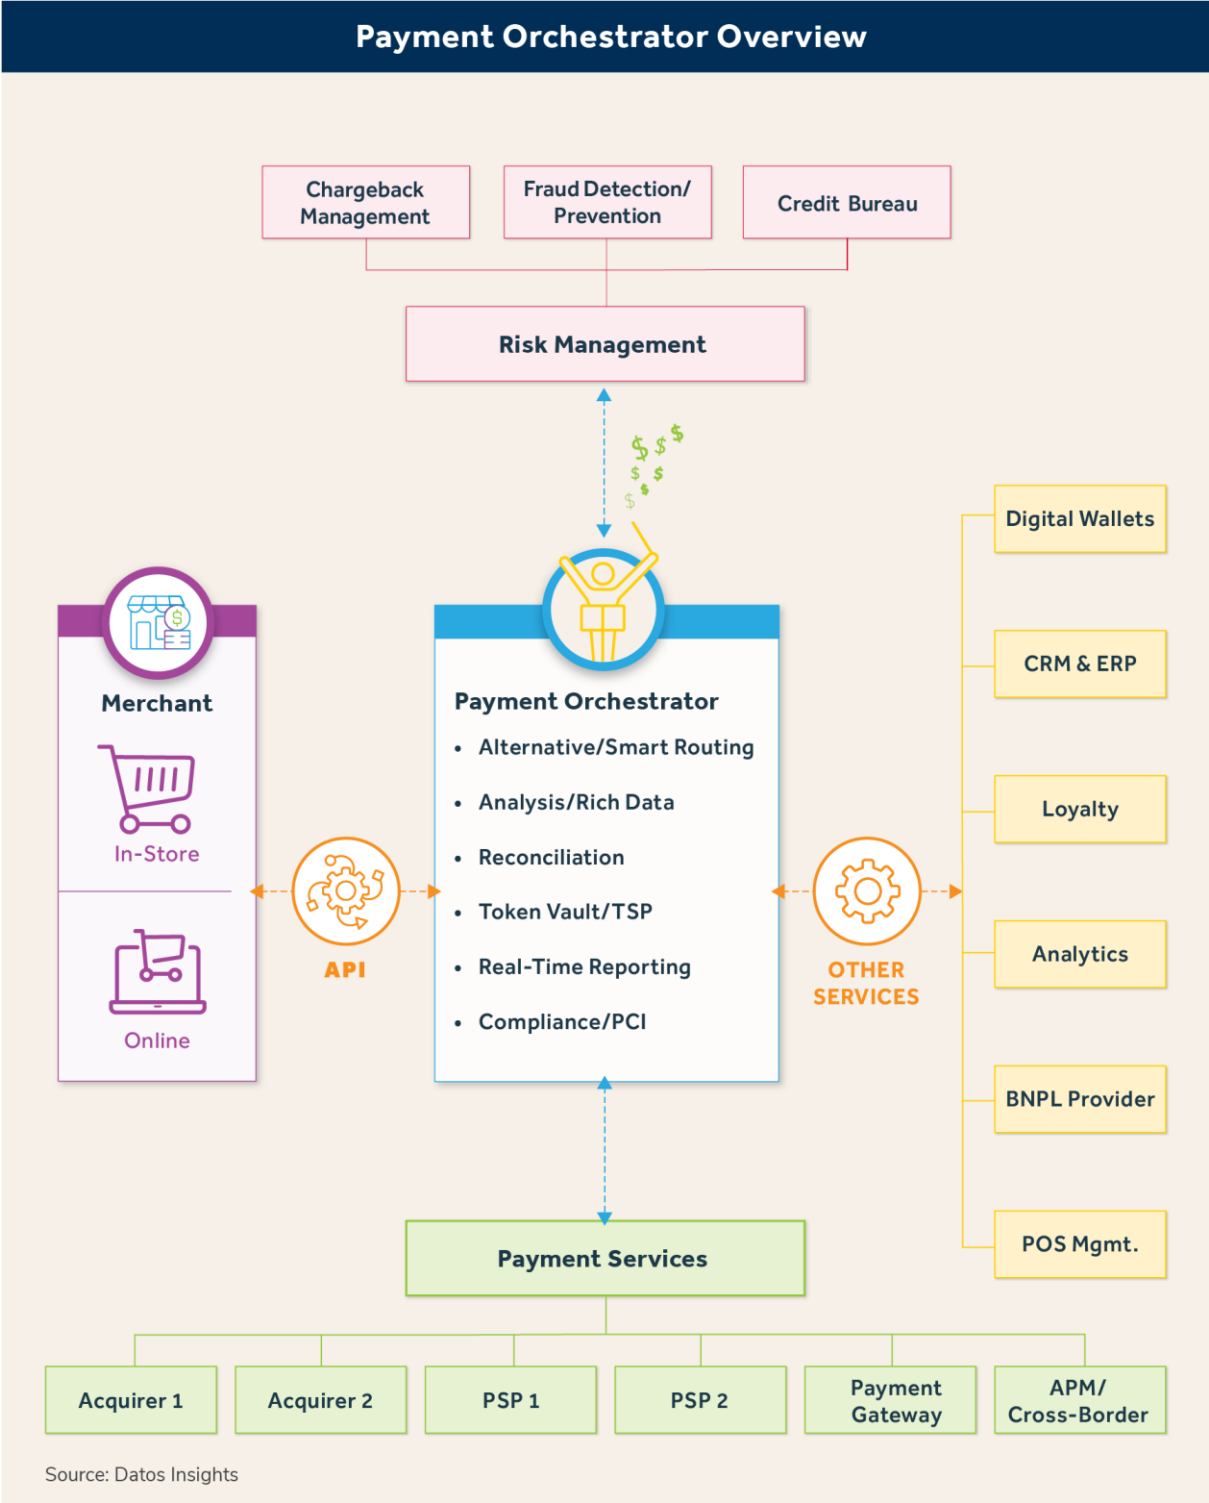 Payment Orchestrator Overview
Chargeback
Management
Fraud Detection/
Prevention
Credit Bureau
Risk Management
$ $ $
$ $
$ $
Merchant
$
In-Store
Online
API
Payment Orchestrator
• Alternative/Smart Routing
• Analysis/Rich Data
• Reconciliation
• Token Vault/TSP
• Real-Time Reporting
• Compliance/PCI
OTHER
SERVICES
Digital Wallets
CRM & ERP
Loyalty
Analytics
BNPL Provider
POS Mgmt.
Payment Services
Acquirer 1
Acquirer 2
PSP 1
PSP 2
Payment
Gateway
APM/
Cross-Border
Source: Datos Insights